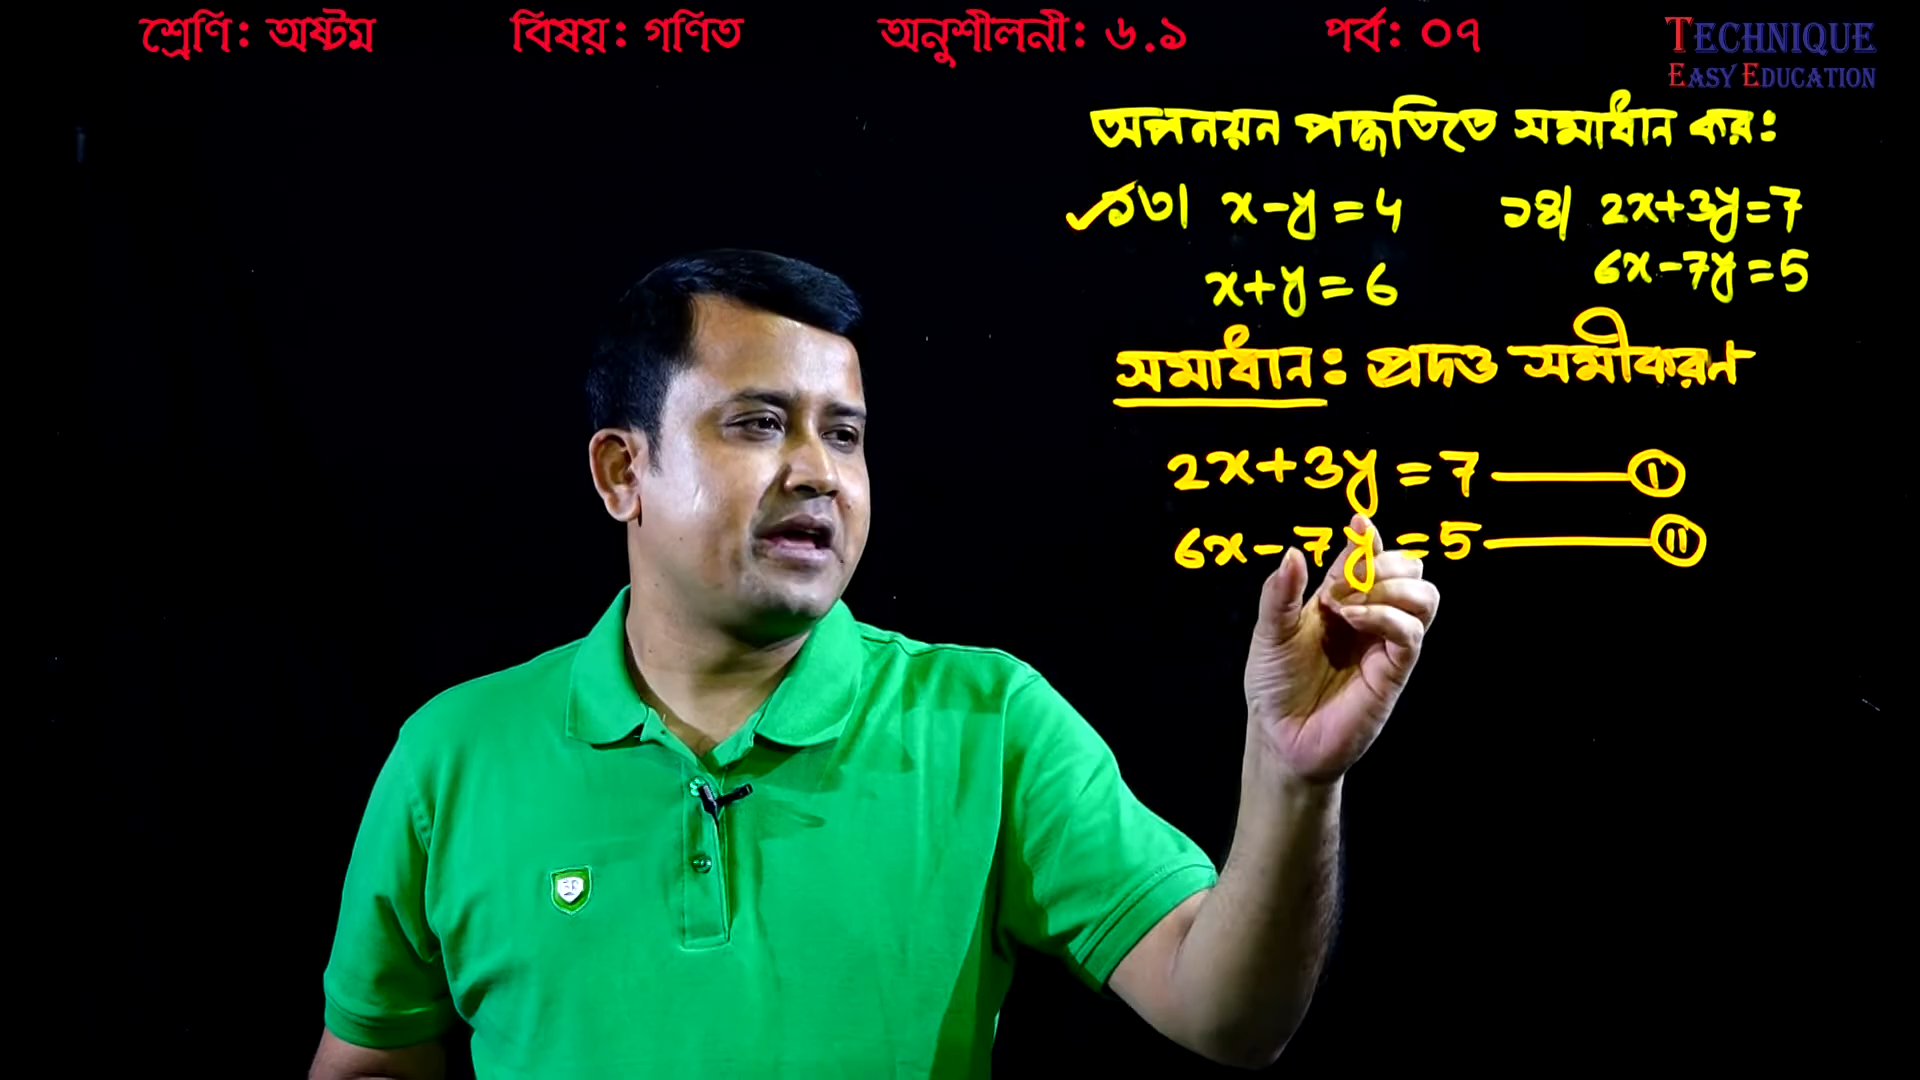 শ্রেণি: অষ্টম বিষয়: গণিত অনুশীলনী: ৬.১ পর্ব: ০৭
TECHNIQUE
EASY EDUCATION
অপনয়ন পদ্ধতিতে সমাধান কর:
১৩। x-y=4 ১৪। 2x+3y=7
x+y=6 6x-7y=5
সমাধান: প্রদত্ত সমীকরণ
2x+3y=7 — (i)
6x-7y=5 — (ii)